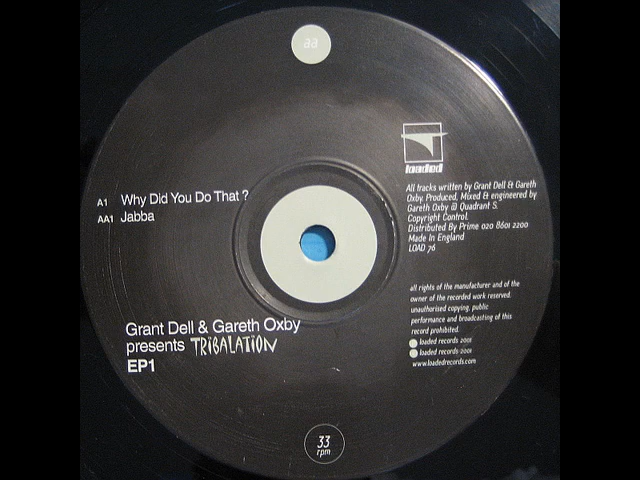 aa
A1 Why Did You Do That ?
AA1 Jabba
Grant Dell & Gareth Oxby
presents TRIBALATION
EP1
loaded
All tracks written by Grant Dell & Gareth
Oxby. Produced, Mixed & engineered by
Gareth Oxby @ Quadrant S.
Copyright Control.
Distributed By Prime 020 8601 2200
Made In England
LOAD 76
all rights of the manufacturer and of the
owner of the recorded work reserved.
unauthorised copying, public
performance and broadcasting of this
record prohibited.
loaded records 2001
loaded records 2001
www.loadedrecords.com
33
rpm